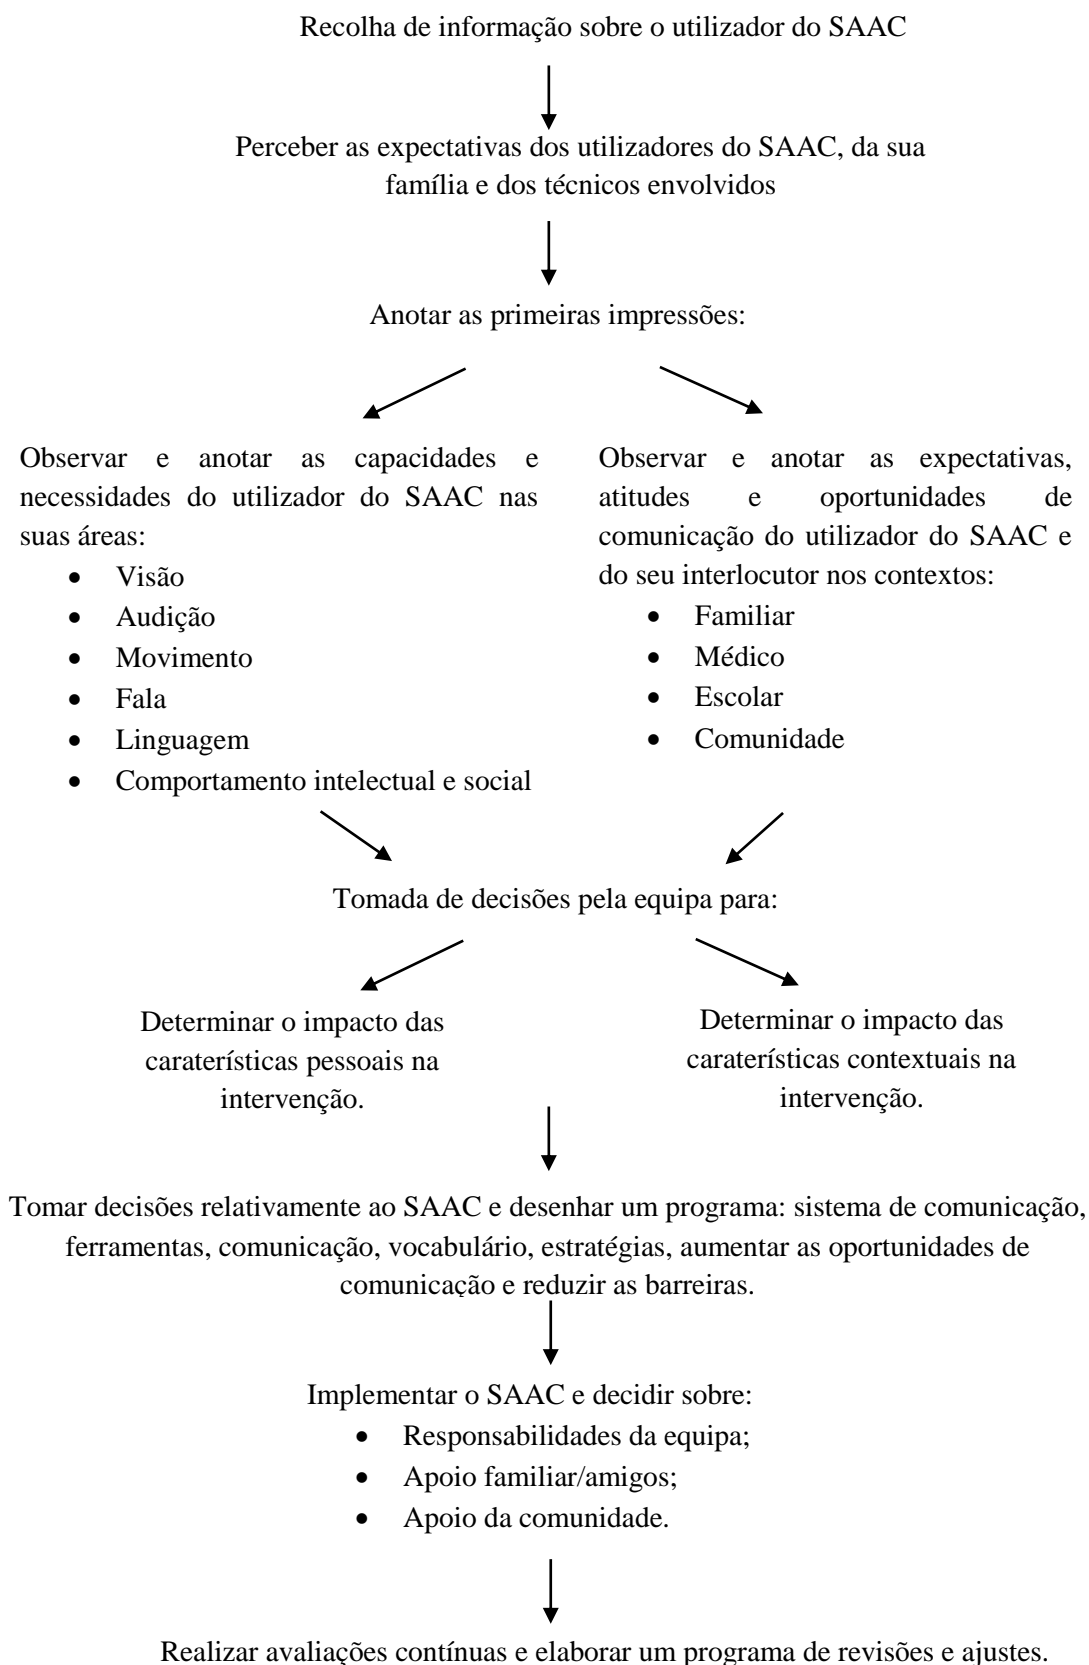 Recolha de informação sobre o utilizador do SAAC
Perceber as expectativas dos utilizadores do SAAC, da sua
família e dos técnicos envolvidos
Anotar as primeiras impressões:
Observar e anotar as capacidades e
necessidades do utilizador do SAAC nas
suas áreas:
• Visão
• Audição
• Movimento
• Fala
• Linguagem
• Comportamento intelectual e social
Observar e anotar as expectativas,
atitudes e oportunidades de
comunicação do utilizador do SAAC e
do seu interlocutor nos contextos:
• Familiar
• Médico
• Escolar
• Comunidade
Tomada de decisões pela equipa para:
Determinar o impacto das
caraterísticas pessoais na
intervenção.
Determinar o impacto das
caraterísticas contextuais na
intervenção.
Tomar decisões relativamente ao SAAC e desenhar um programa: sistema de comunicação,
ferramentas, comunicação, vocabulário, estratégias, aumentar as oportunidades de
comunicação e reduzir as barreiras.
Implementar o SAAC e decidir sobre:
• Responsabilidades da equipa;
• Apoio familiar/amigos;
• Apoio da comunidade.
Realizar avaliações contínuas e elaborar um programa de revisões e ajustes.